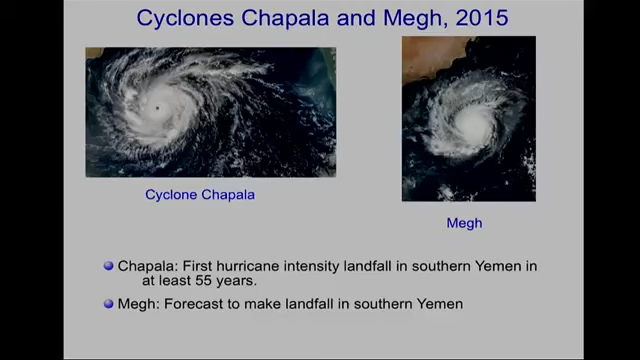 Cyclones Chapala and Megh, 2015
Cyclone Chapala
Megh
Chapala: First hurricane intensity landfall in southern Yemen in
at least 55 years.
Megh: Forecast to make landfall in southern Yemen